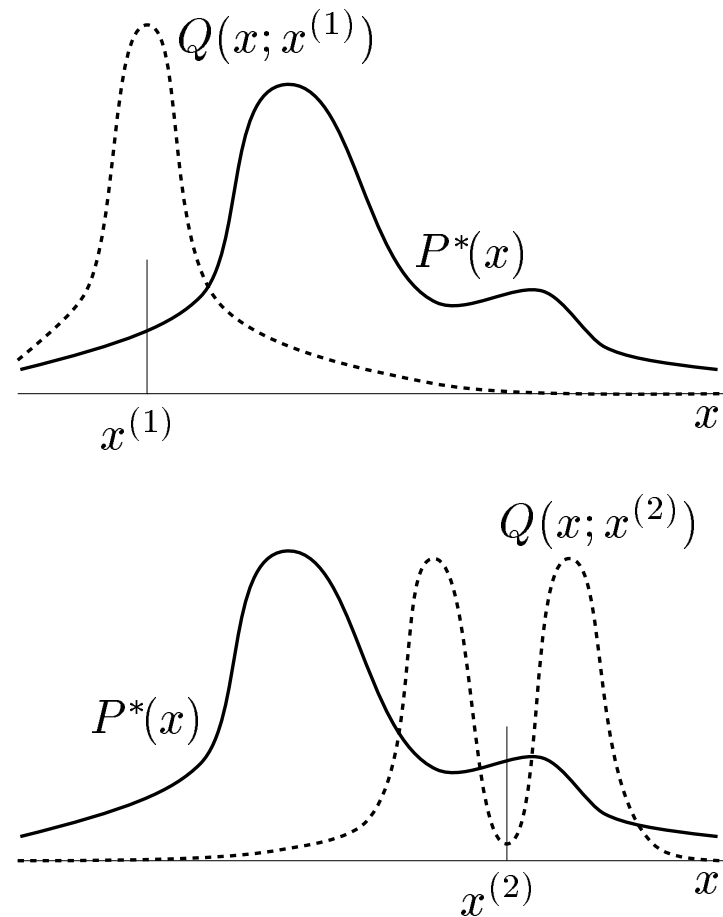 Q(x; x^{(1)})
P^*(x)
x^{(1)}
x
Q(x; x^{(2)})
P^*(x)
x^{(2)}
x